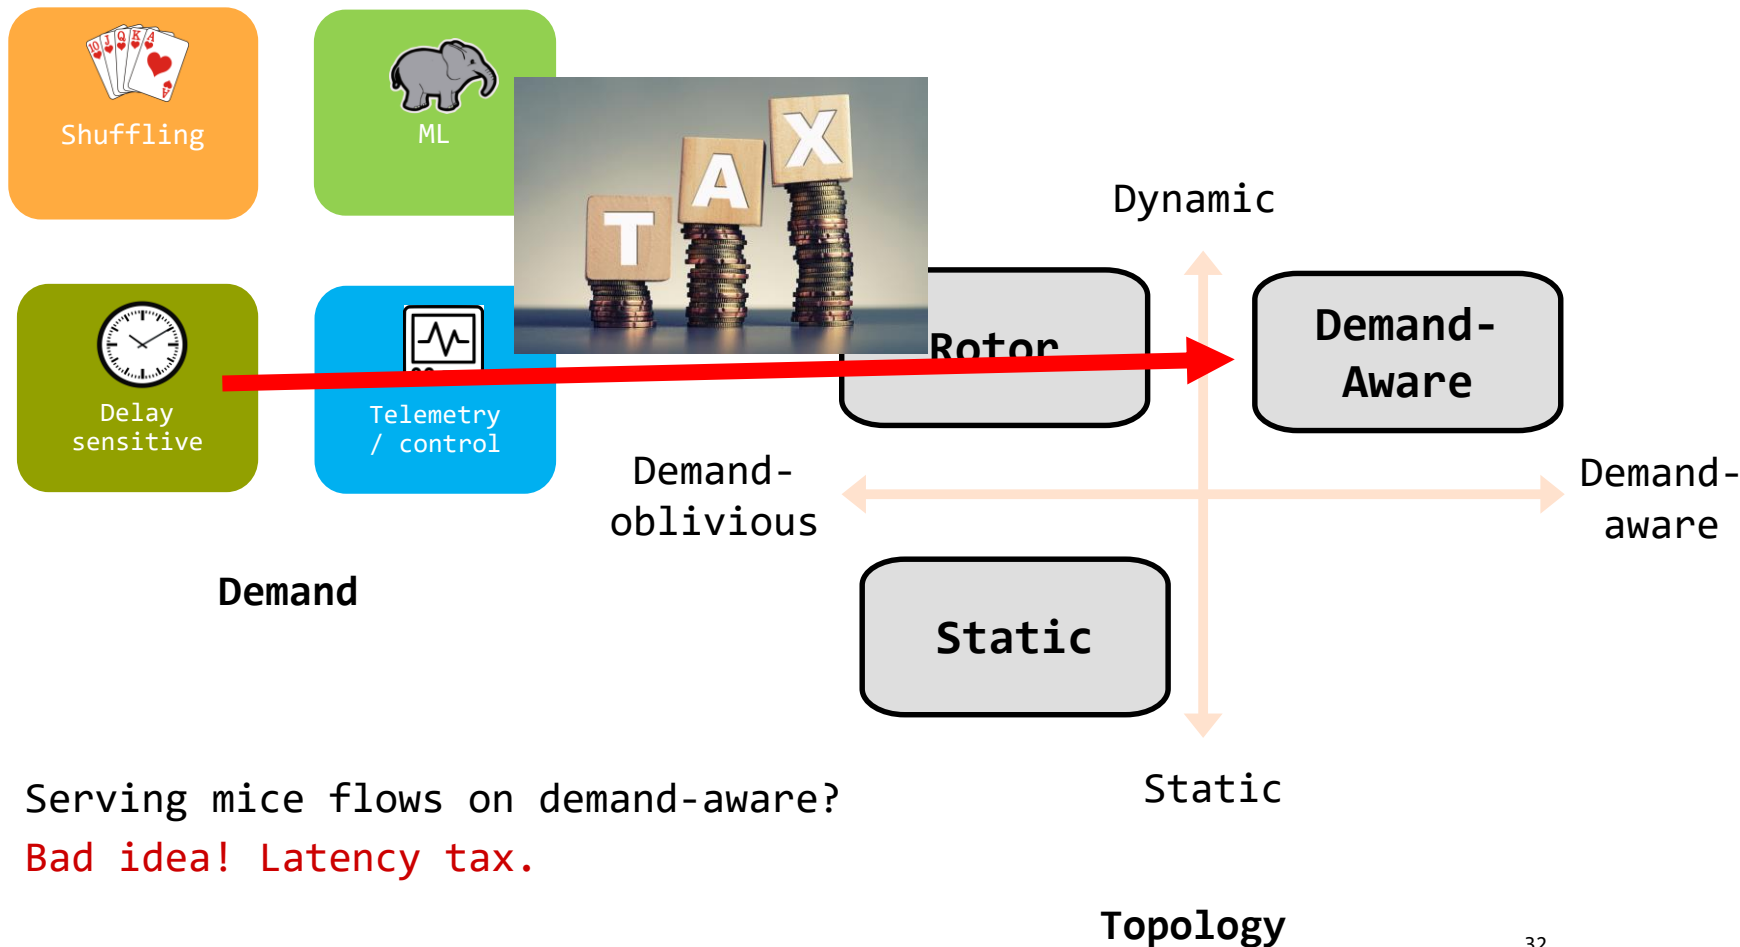 Shuffling
ML
TAX
Delay
sensitive
Telemetry
/ control
Demand
Dynamic
Rotor
Demand-
Aware
Demand-
oblivious
Demand-
aware
Static
Static
Serving mice flows on demand-aware?
Bad idea! Latency tax.
Topology
32